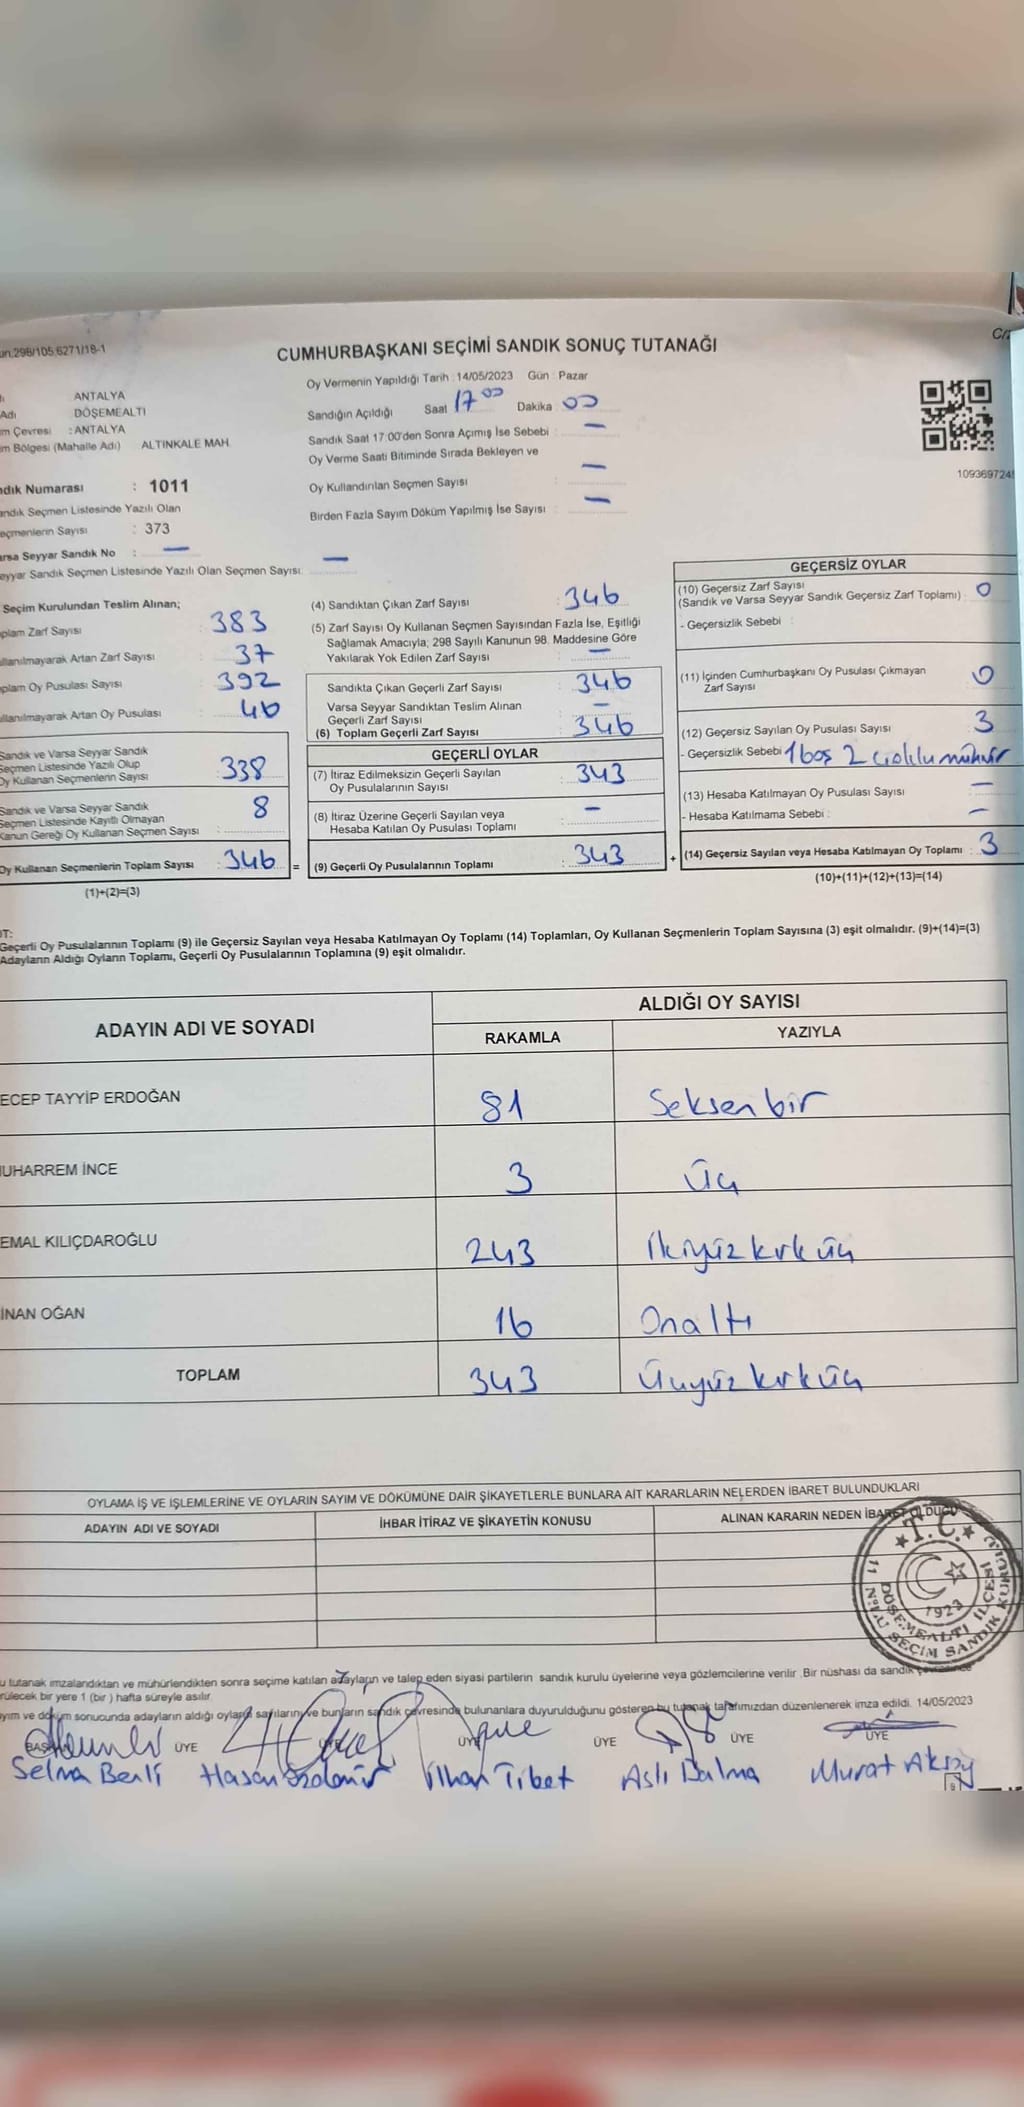 un.298/105.6271/18-1
CUMHURBAŞKANI SEÇİMİ SANDIK SONUÇ TUTANAĞI
Oy Vermenin Yapıldığı Tarih : 14/05/2023 Gün : Pazar
ANTALYA
Adı DÖŞEMEALTI
m Çevresi : ANTALYA
m Bölgesi (Mahalle Adı) ALTINKALE MAH.
Sandığın Açıldığı Saat 17 00 Dakika 00
Sandık Saat 17:00'den Sonra Açımış İse Sebebi : —
Oy Verme Saati Bitiminde Sırada Bekleyen ve
Oy Kullandırılan Seçmen Sayısı : —
Birden Fazla Sayım Döküm Yapılmış İse Sayısı : —
109369724
ndık Numarası : 1011
andık Seçmen Listesinde Yazılı Olan
eçmenlerin Sayısı : 373
arsa Seyyar Sandık No : —
eyyar Sandık Seçmen Listesinde Yazılı Olan Seçmen Sayısı: —
Seçim Kurulundan Teslim Alınan;
plam Zarf Sayısı : 383
llanılmayarak Artan Zarf Sayısı : 37
plam Oy Pusulası Sayısı : 392
llanılmayarak Artan Oy Pusulası : 46
Sandık ve Varsa Seyyar Sandık
Seçmen Listesinde Yazılı Olup
Oy Kullanan Seçmenlerin Sayısı : 338
Sandık ve Varsa Seyyar Sandık
Seçmen Listesinde Kayıtlı Olmayan
Kanun Gereği Oy Kullanan Seçmen Sayısı : 8
Oy Kullanan Seçmenlerin Toplam Sayısı : 346 =
(1)+(2)=(3)
(4) Sandıktan Çıkan Zarf Sayısı : 346
(5) Zarf Sayısı Oy Kullanan Seçmen Sayısından Fazla İse, Eşitliği
Sağlamak Amacıyla; 298 Sayılı Kanunun 98. Maddesine Göre
Yakılarak Yok Edilen Zarf Sayısı : —
Sandıkta Çıkan Geçerli Zarf Sayısı : 346
Varsa Seyyar Sandıktan Teslim Alınan
Geçerli Zarf Sayısı : —
(6) Toplam Geçerli Zarf Sayısı : 346
GEÇERLİ OYLAR
(7) İtiraz Edilmeksizin Geçerli Sayılan
Oy Pusulalarının Sayısı : 343
(8) İtiraz Üzerine Geçerli Sayılan veya
Hesaba Katılan Oy Pusulası Toplamı : —
(9) Geçerli Oy Pusulalarının Toplamı : 343 +
GEÇERSİZ OYLAR
(10) Geçersiz Zarf Sayısı
(Sandık ve Varsa Seyyar Sandık Geçersiz Zarf Toplamı) : 0
- Geçersizlik Sebebi :
(11) İçinden Cumhurbaşkanı Oy Pusulası Çıkmayan
Zarf Sayısı : 0
(12) Geçersiz Sayılan Oy Pusulası Sayısı : 3
- Geçersizlik Sebebi : 1 boş 2 mühür
(13) Hesaba Katılmayan Oy Pusulası Sayısı : —
- Hesaba Katılmama Sebebi : —
(14) Geçersiz Sayılan veya Hesaba Katılmayan Oy Toplamı : 3
(10)+(11)+(12)+(13)=(14)
OT:
Geçerli Oy Pusulalarının Toplamı (9) ile Geçersiz Sayılan veya Hesaba Katılmayan Oy Toplamı (14) Toplamları, Oy Kullanan Seçmenlerin Toplam Sayısına (3) eşit olmalıdır. (9)+(14)=(3)
Adayların Aldığı Oyların Toplamı, Geçerli Oy Pusulalarının Toplamına (9) eşit olmalıdır.
ADAYIN ADI VE SOYADI ALDIĞI OY SAYISI
RAKAMLA YAZIYLA
ECEP TAYYİP ERDOĞAN 81 Seksen bir
UHARREM İNCE 3 Üç
EMAL KILIÇDAROĞLU 243 İkiyüz kırk üç
İNAN OĞAN 16 Onaltı
TOPLAM 343 Üçyüz kırk üç
OYLAMA İŞ VE İŞLEMLERİNE VE OYLARIN SAYIM VE DÖKÜMÜNE DAİR ŞİKAYETLERLE BUNLARA AİT KARARLARIN NELERDEN İBARET BULUNDUKLARI
ADAYIN ADI VE SOYADI İHBAR İTİRAZ VE ŞİKAYETİN KONUSU ALINAN KARARIN NEDEN İBARET OLDUĞU
T.C.
1923
DÖŞEMEALTI İLÇESİ
11 NOLU SEÇİM SANDIK KURULU
u tutanak imzalandıktan ve mühürlendikten sonra seçime katılan adayların ve talep eden siyasi partilerin sandık kurulu üyelerine veya gözlemcilerine verilir .Bir nüshası da sandık çevresince
rülecek bir yere 1 (bir ) hafta süreyle asılır.
ayım ve döküm sonucunda adayların aldığı oyların sayılarını ve bunların sandık çevresinde bulunanlara duyurulduğunu gösteren bu tutanak tarafımızdan düzenlenerek imza edildi. 14/05/2023
ÜYE ÜYE ÜYE ÜYE ÜYE
Selma Benli Hasan Özdemir İlhan Tibet Aslı Dalma Murat Aksoy